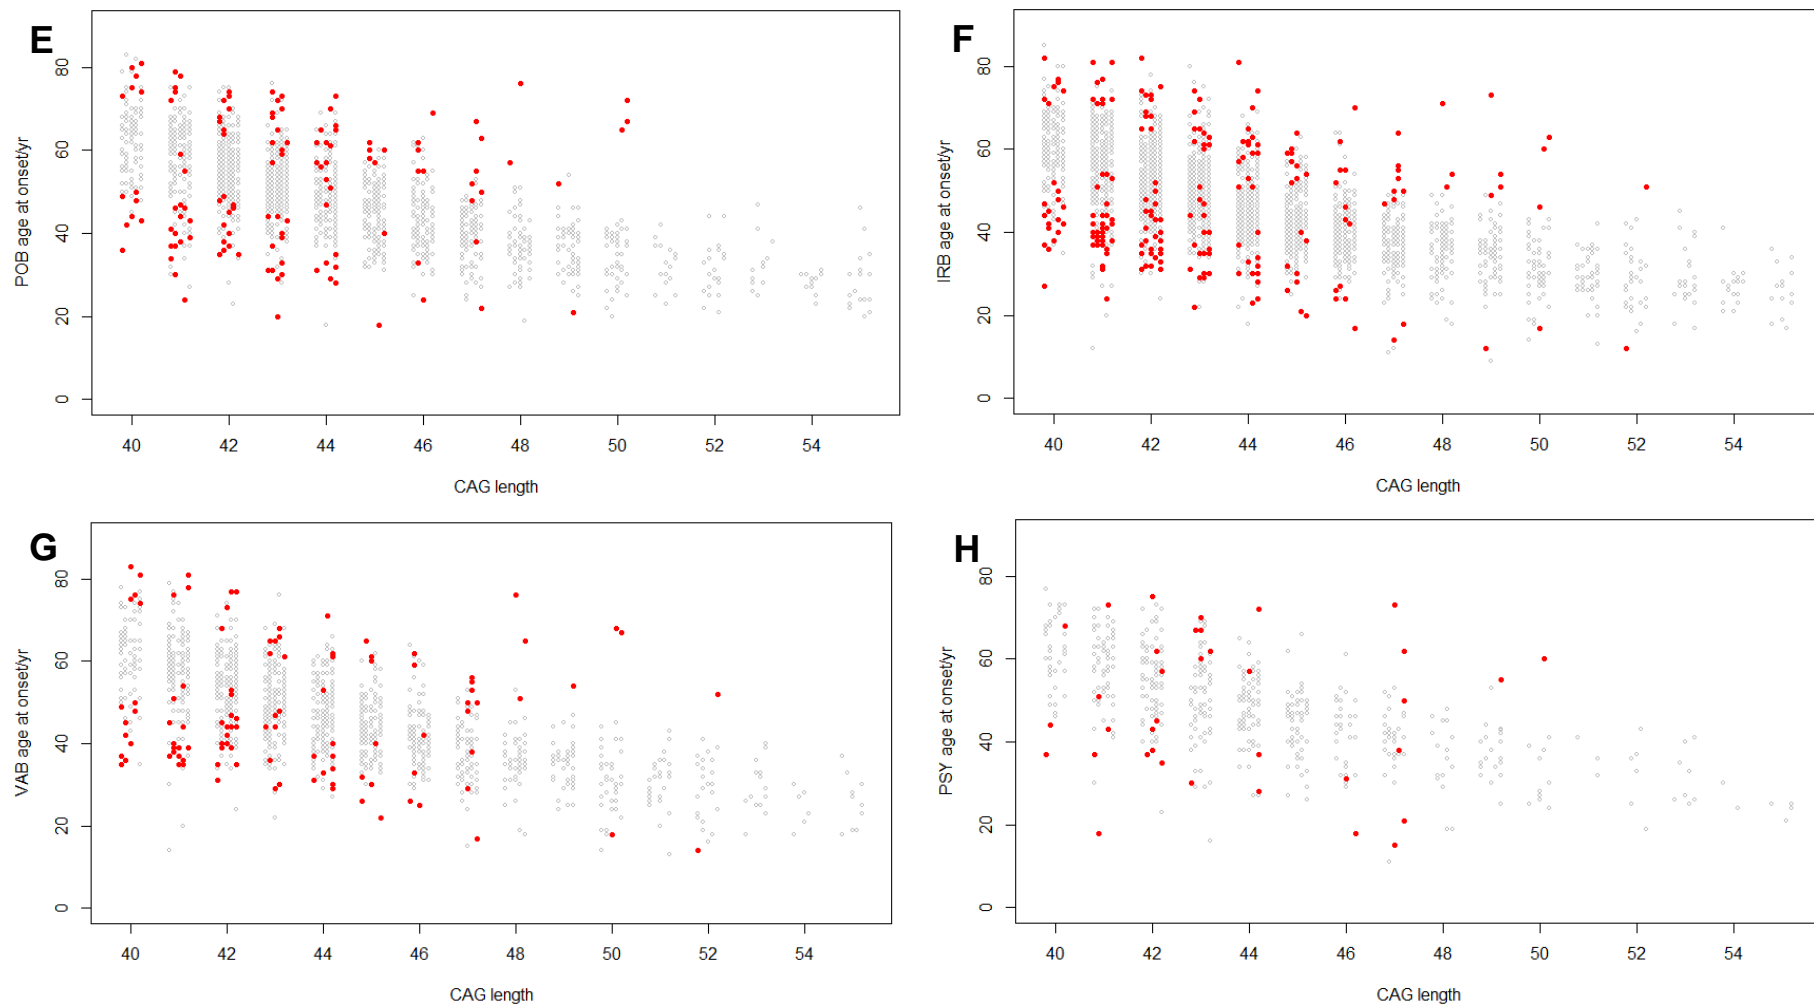 E
POB age at onset/yr
80
60
40
20
0
40 42 44 46 48 50 52 54
CAG length
F
IRB age at onset/yr
80
60
40
20
0
40 42 44 46 48 50 52 54
CAG length
G
VAB age at onset/yr
80
60
40
20
0
40 42 44 46 48 50 52 54
CAG length
H
PSY age at onset/yr
80
60
40
20
0
40 42 44 46 48 50 52 54
CAG length